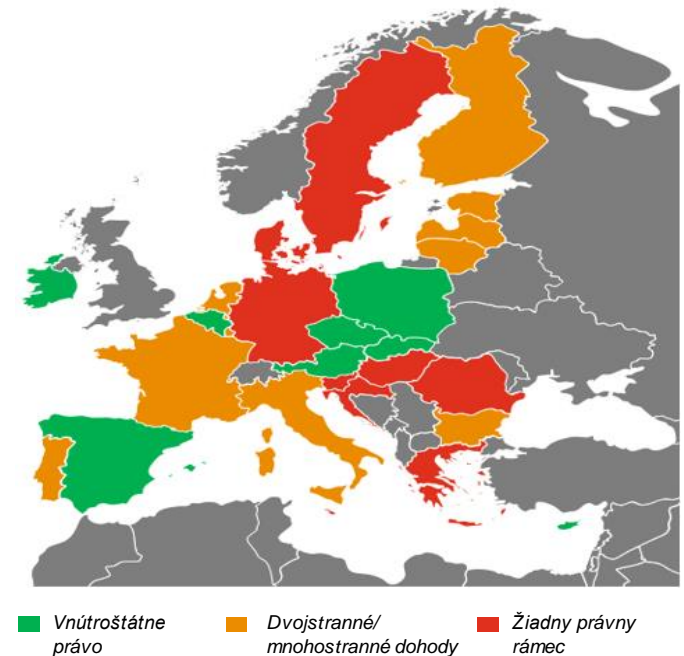 Vnútroštátne
právo
Dvojstranné/
mnohostranné dohody
Žiadny právny
rámec